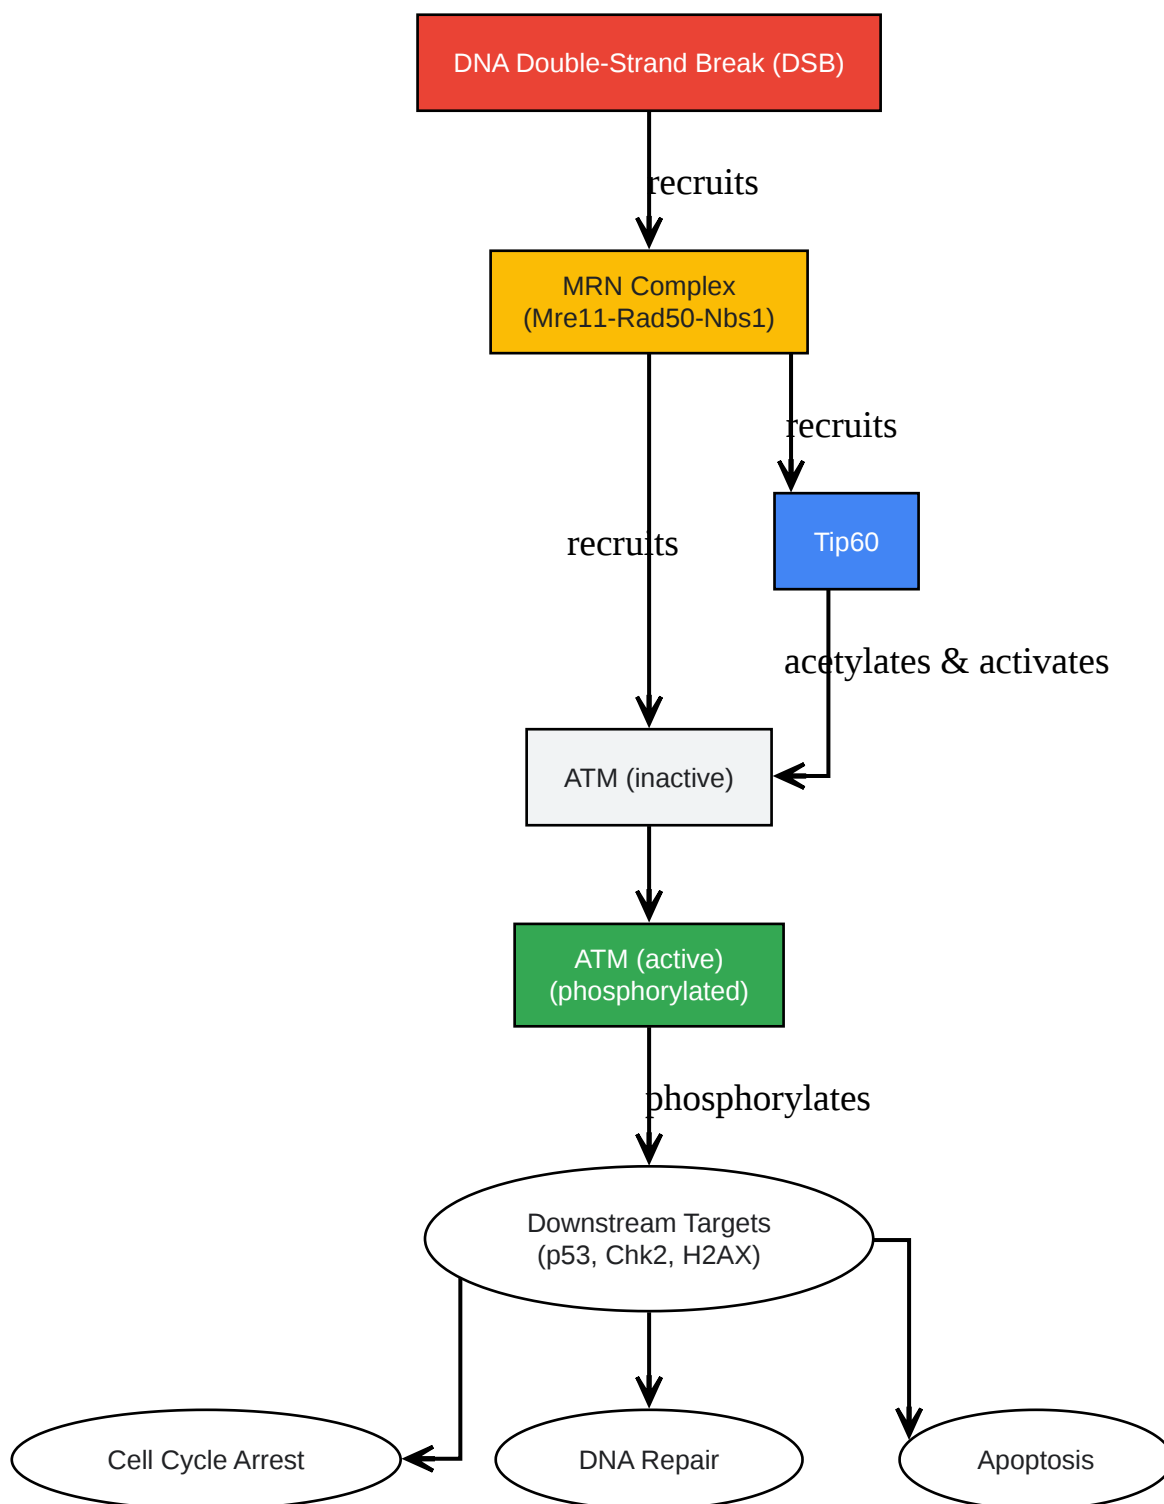 DNA Double-Strand Break (DSB)
recruits
MRN Complex
(Mre11-Rad50-Nbs1)
recruits
Tip60
recruits
acetylates & activates
ATM (inactive)
ATM (active)
(phosphorylated)
phosphorylates
Downstream Targets
(p53, Chk2, H2AX)
Cell Cycle Arrest
DNA Repair
Apoptosis